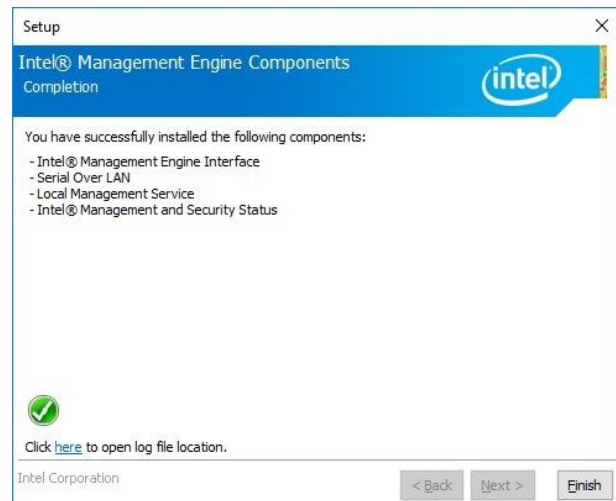 Setup
Intel® Management Engine Components
Completion
intel
You have successfully installed the following components:
- Intel® Management Engine Interface
- Serial Over LAN
- Local Management Service
- Intel® Management and Security Status
Click here to open log file location.
Intel Corporation
< Back Next > Finish